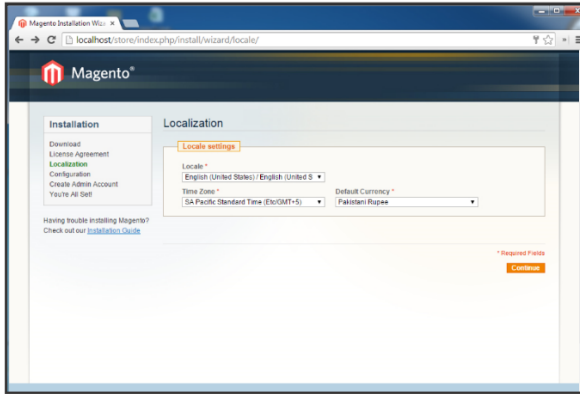 Magento Installation Wiza
localhost/store/index.php/install/wizard/locale/
Magento®
Installation
Download
License Agreement
Localization
Configuration
Create Admin Account
You're All Set!
Having trouble installing Magento?
Check out our Installation Guide
Localization
Locale settings
Locale *
English (United States) / English (United S
Time Zone *
SA Pacific Standard Time (Etc/GMT+5)
Default Currency *
Pakistani Rupee
* Required Fields
Continue